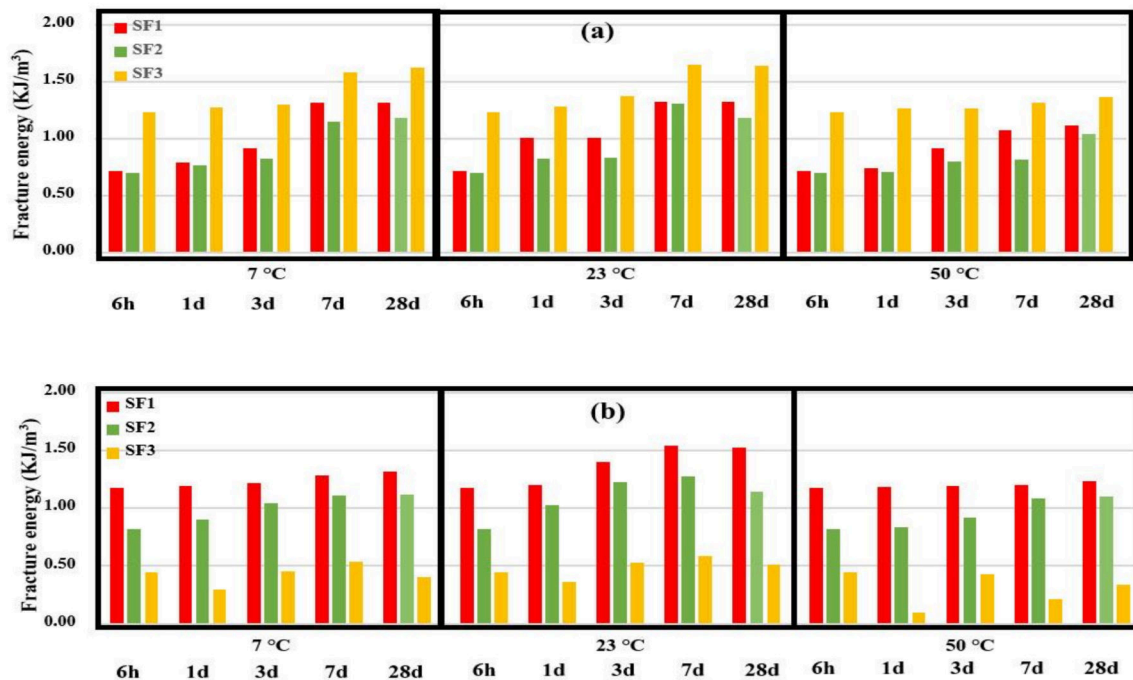 2.00
(a)
SF1
SF2
1.50
SF3
1.00
0.50
0.00
Fracture energy (KJ/m³)
7 °C 23 °C 50 °C
6h 1d 3d 7d 28d 6h 1d 3d 7d 28d 6h 1d 3d 7d 28d
2.00
SF1 (b)
SF2
1.50
SF3
1.00
0.50
0.00
Fracture energy (KJ/m³)
7 °C 23 °C 50 °C
6h 1d 3d 7d 28d 6h 1d 3d 7d 28d 6h 1d 3d 7d 28d